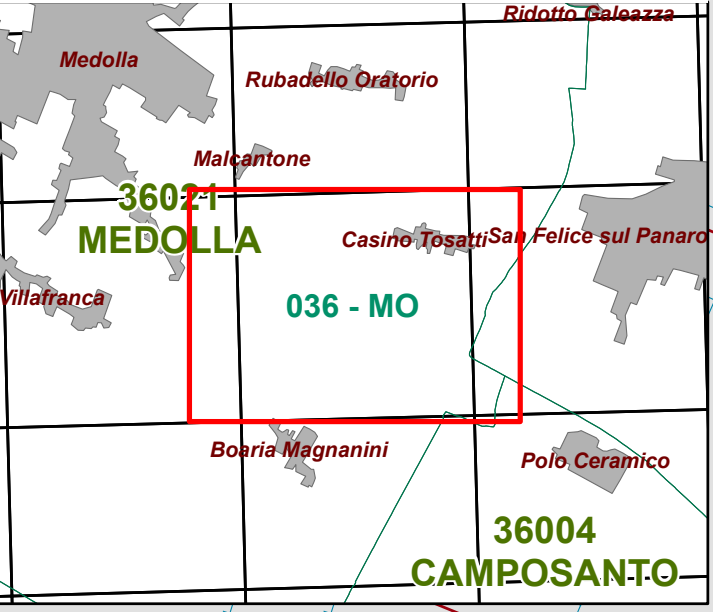 Ridotto Galeazza
Medolla
Rubadello Oratorio
Malcantone
36021
MEDOLLA
Casino Tosatti
San Felice sul Panaro
Villafranca
036 - MO
Boaria Magnanini
Polo Ceramico
36004
CAMPOSANTO